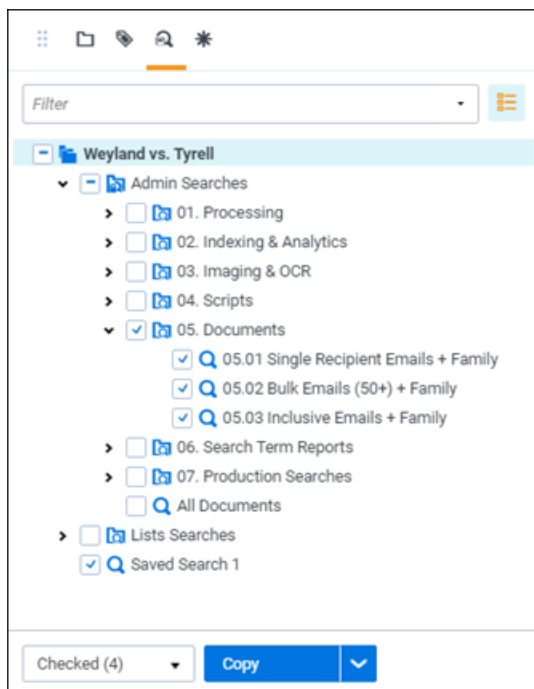 Filter
Weyland vs. Tyrell
Admin Searches
01. Processing
02. Indexing & Analytics
03. Imaging & OCR
04. Scripts
05. Documents
05.01 Single Recipient Emails + Family
05.02 Bulk Emails (50+) + Family
05.03 Inclusive Emails + Family
06. Search Term Reports
07. Production Searches
All Documents
Lists Searches
Saved Search 1
Checked (4)
Copy